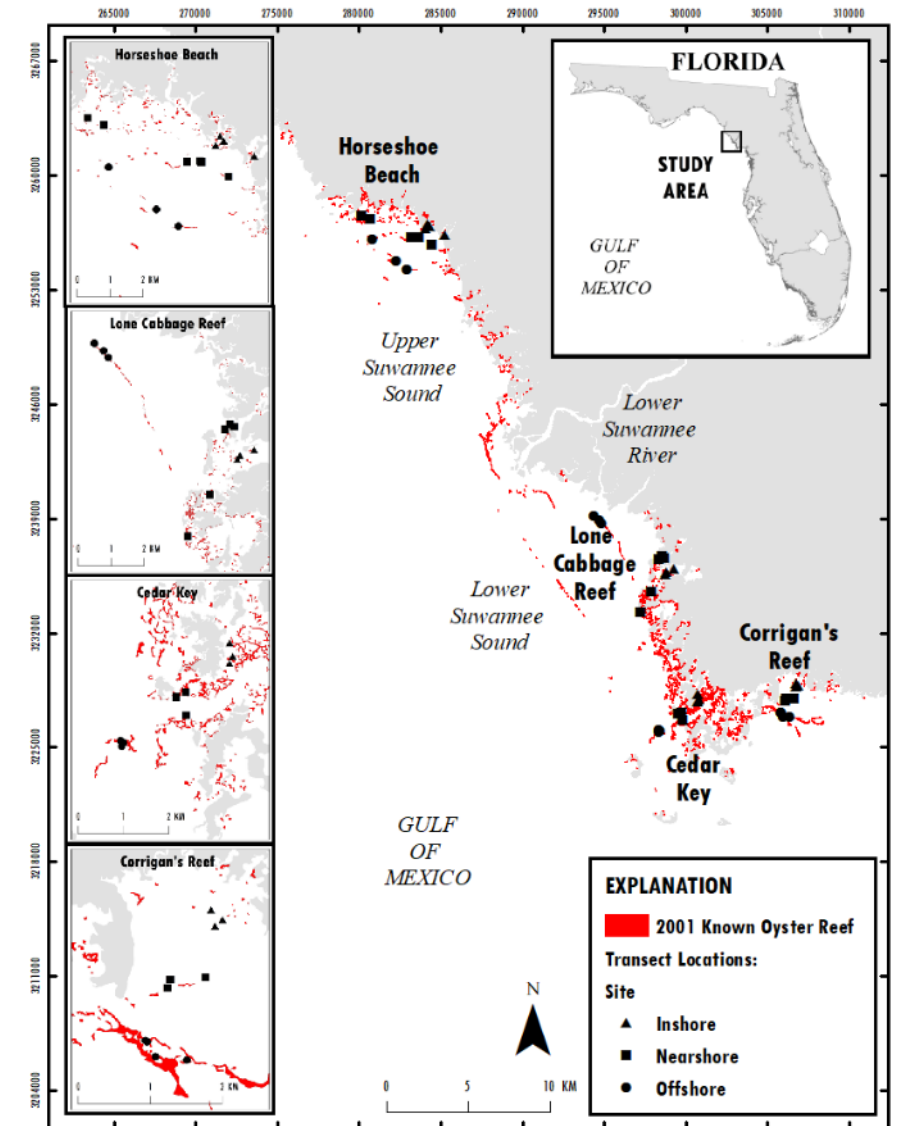 265000 270000 275000 280000 285000 290000 295000 300000 305000 310000
3267000
3260000
3253000
3246000
3239000
3232000
3225000
3218000
3211000
3204000
Horseshoe Beach
0 1 2 KM
Lone Cabbage Reef
0 1 2 KM
Cedar Key
0 1 2 KM
Corrigan's Reef
0 1 2 KM
Horseshoe
Beach
Upper
Suwannee
Sound
Lower
Suwannee
River
Lone
Cabbage
Reef
Lower
Suwannee
Sound
Corrigan's
Reef
Cedar
Key
GULF
OF
MEXICO
FLORIDA
STUDY
AREA
GULF
OF
MEXICO
N
0 5 10 KM
EXPLANATION
2001 Known Oyster Reef
Transect Locations:
Site
Inshore
Nearshore
Offshore